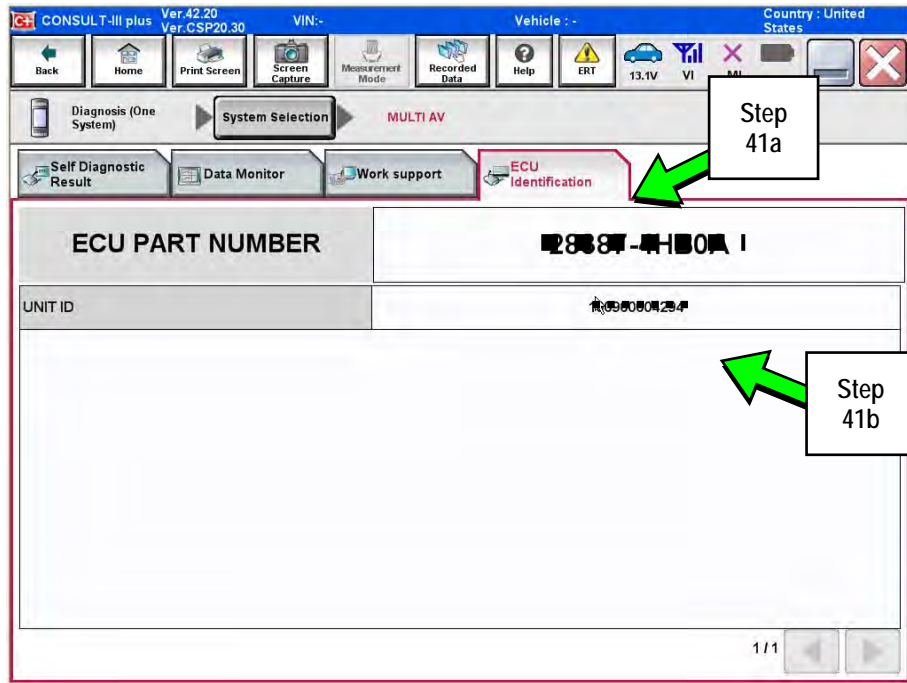 CONSULT-III plus Ver.42.20 Ver.CSP20.30 VIN:- Vehicle : - Country : United States
Back Home Print Screen Screen Capture Measurement Mode Recorded Data Help ERT 13.1V VI MI
Diagnosis (One System) System Selection MULTI AV
Step 41a
Self Diagnostic Result Data Monitor Work support ECU Identification
ECU PART NUMBER
UNIT ID
Step 41b
1/1